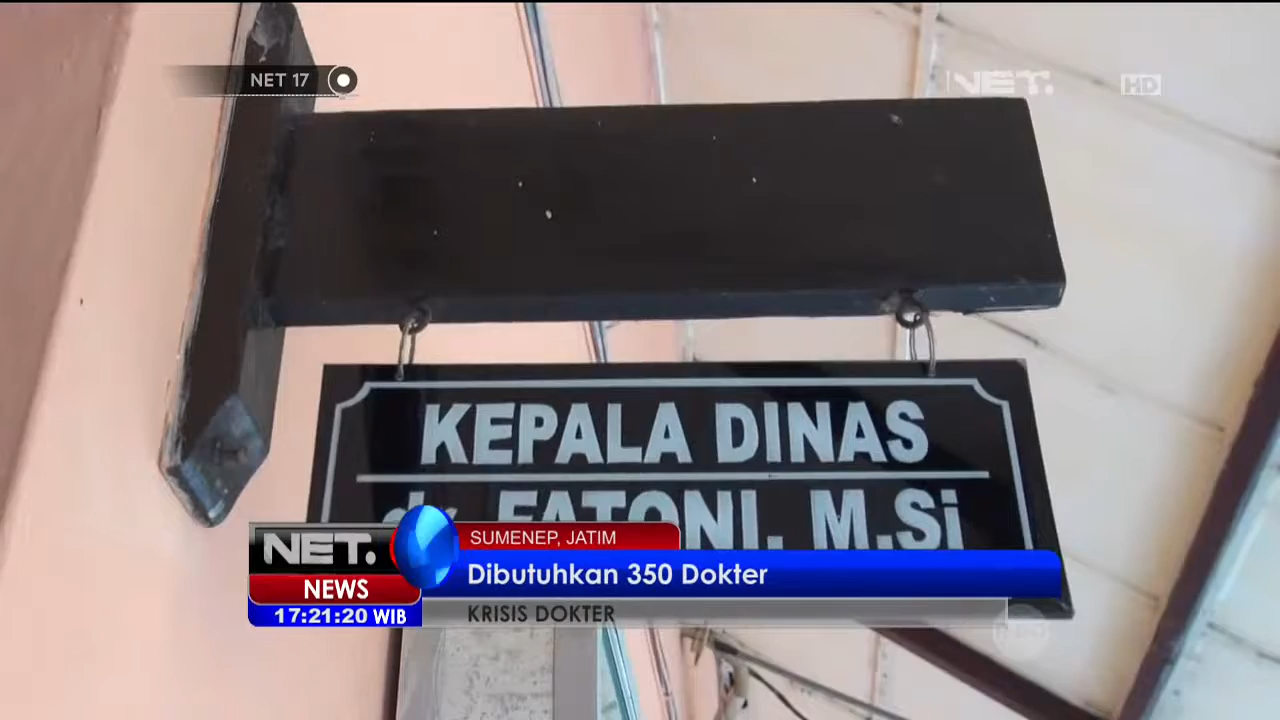 NET 17
NET.
HD
KEPALA DINAS
dr. FATONI, M.Si
NET.
SUMENEP, JATIM
NEWS
Dibutuhkan 350 Dokter
17:21:20 WIB
KRISIS DOKTER